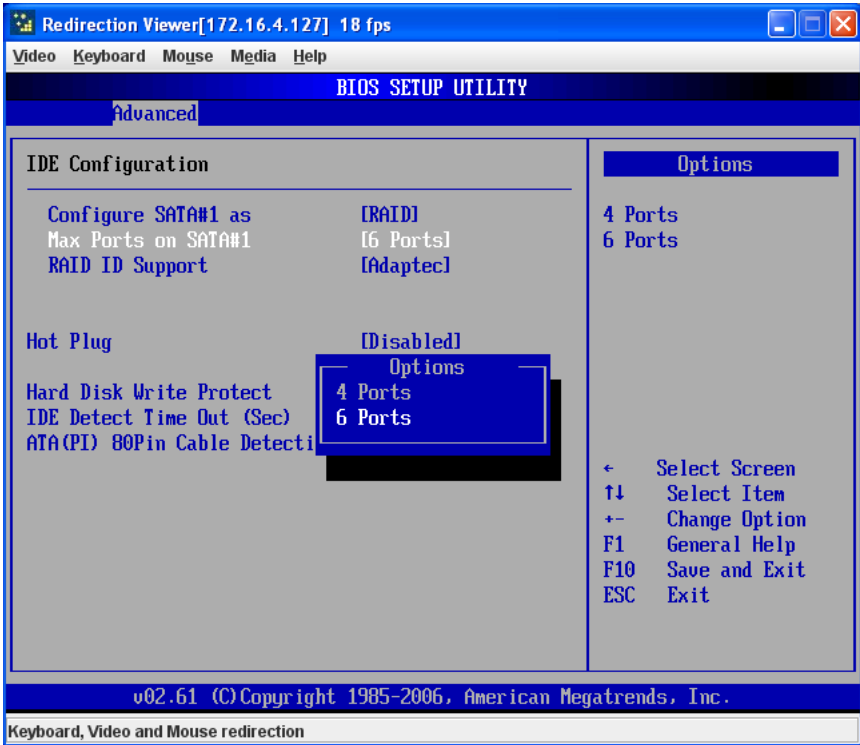 Redirection Viewer[172.16.4.127] 18 fps
Video Keyboard Mouse Media Help
BIOS SETUP UTILITY
Advanced
IDE Configuration
Configure SATA#1 as [RAID]
Max Ports on SATA#1 [6 Ports]
RAID ID Support [Adaptec]
Hot Plug [Disabled]
Hard Disk Write Protect
IDE Detect Time Out (Sec)
ATA(PI) 80Pin Cable Detecti
Options
4 Ports
6 Ports
Options
4 Ports
6 Ports
← Select Screen
↑↓ Select Item
+- Change Option
F1 General Help
F10 Save and Exit
ESC Exit
v02.61 (C)Copyright 1985-2006, American Megatrends, Inc.
Keyboard, Video and Mouse redirection